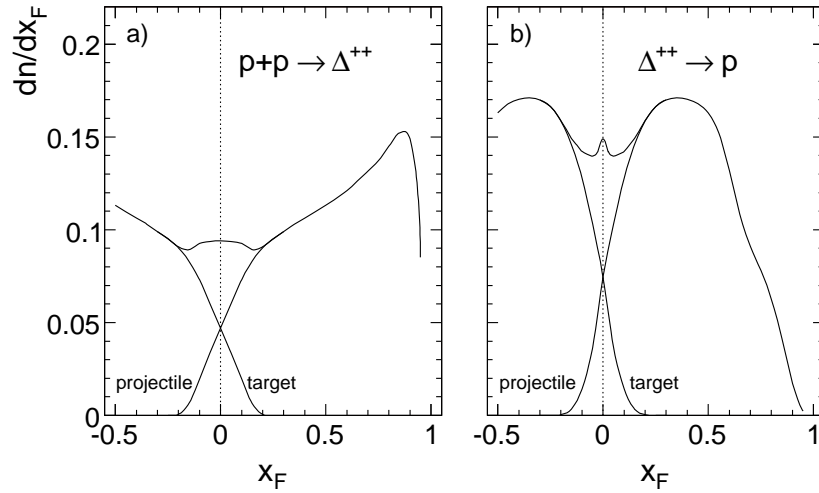 a)
p+p → Δ++
dn/dxF
0.2
0.15
0.1
0.05
0
projectile target
-0.5 0 0.5 1
xF
b)
Δ++ → p
projectile target
-0.5 0 0.5 1
xF